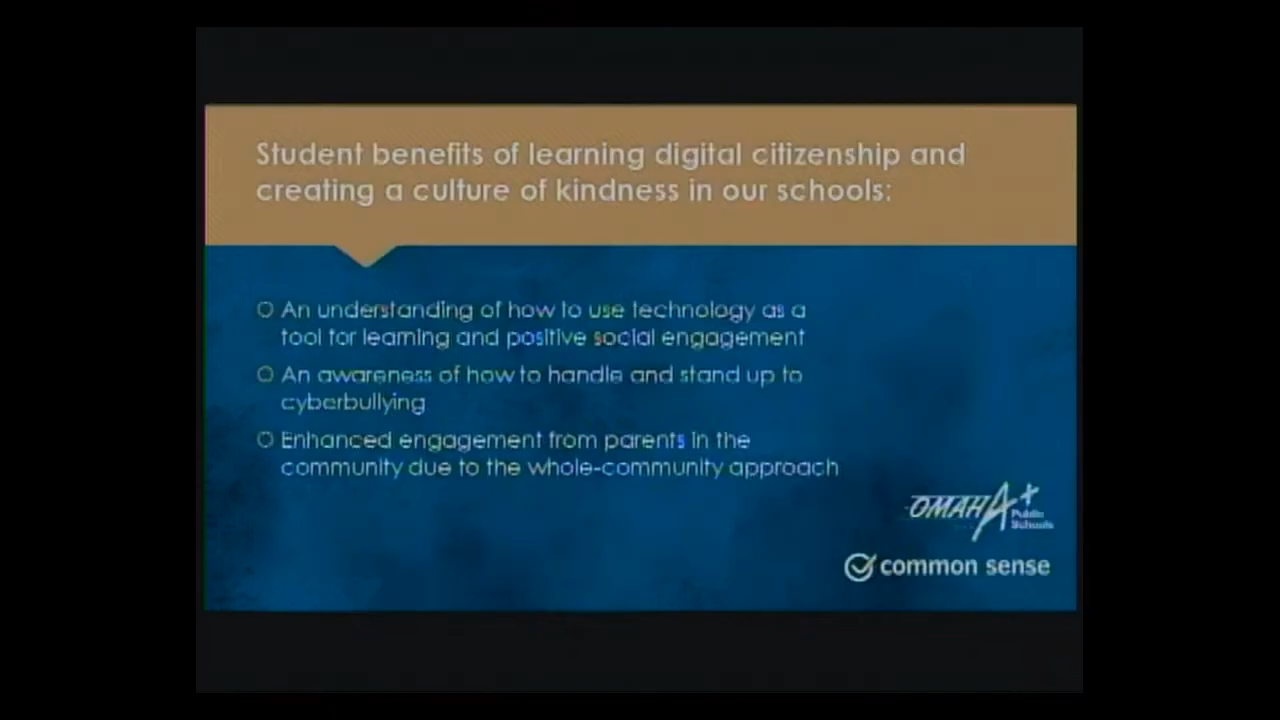 Student benefits of learning digital citizenship and
creating a culture of kindness in our schools:
An understanding of how to use technology as a
tool for learning and positive social engagement
An awareness of how to handle and stand up to
cyberbullying
Enhanced engagement from parents in the
community due to the whole-community approach
OMAHA+
Public
Schools
common sense